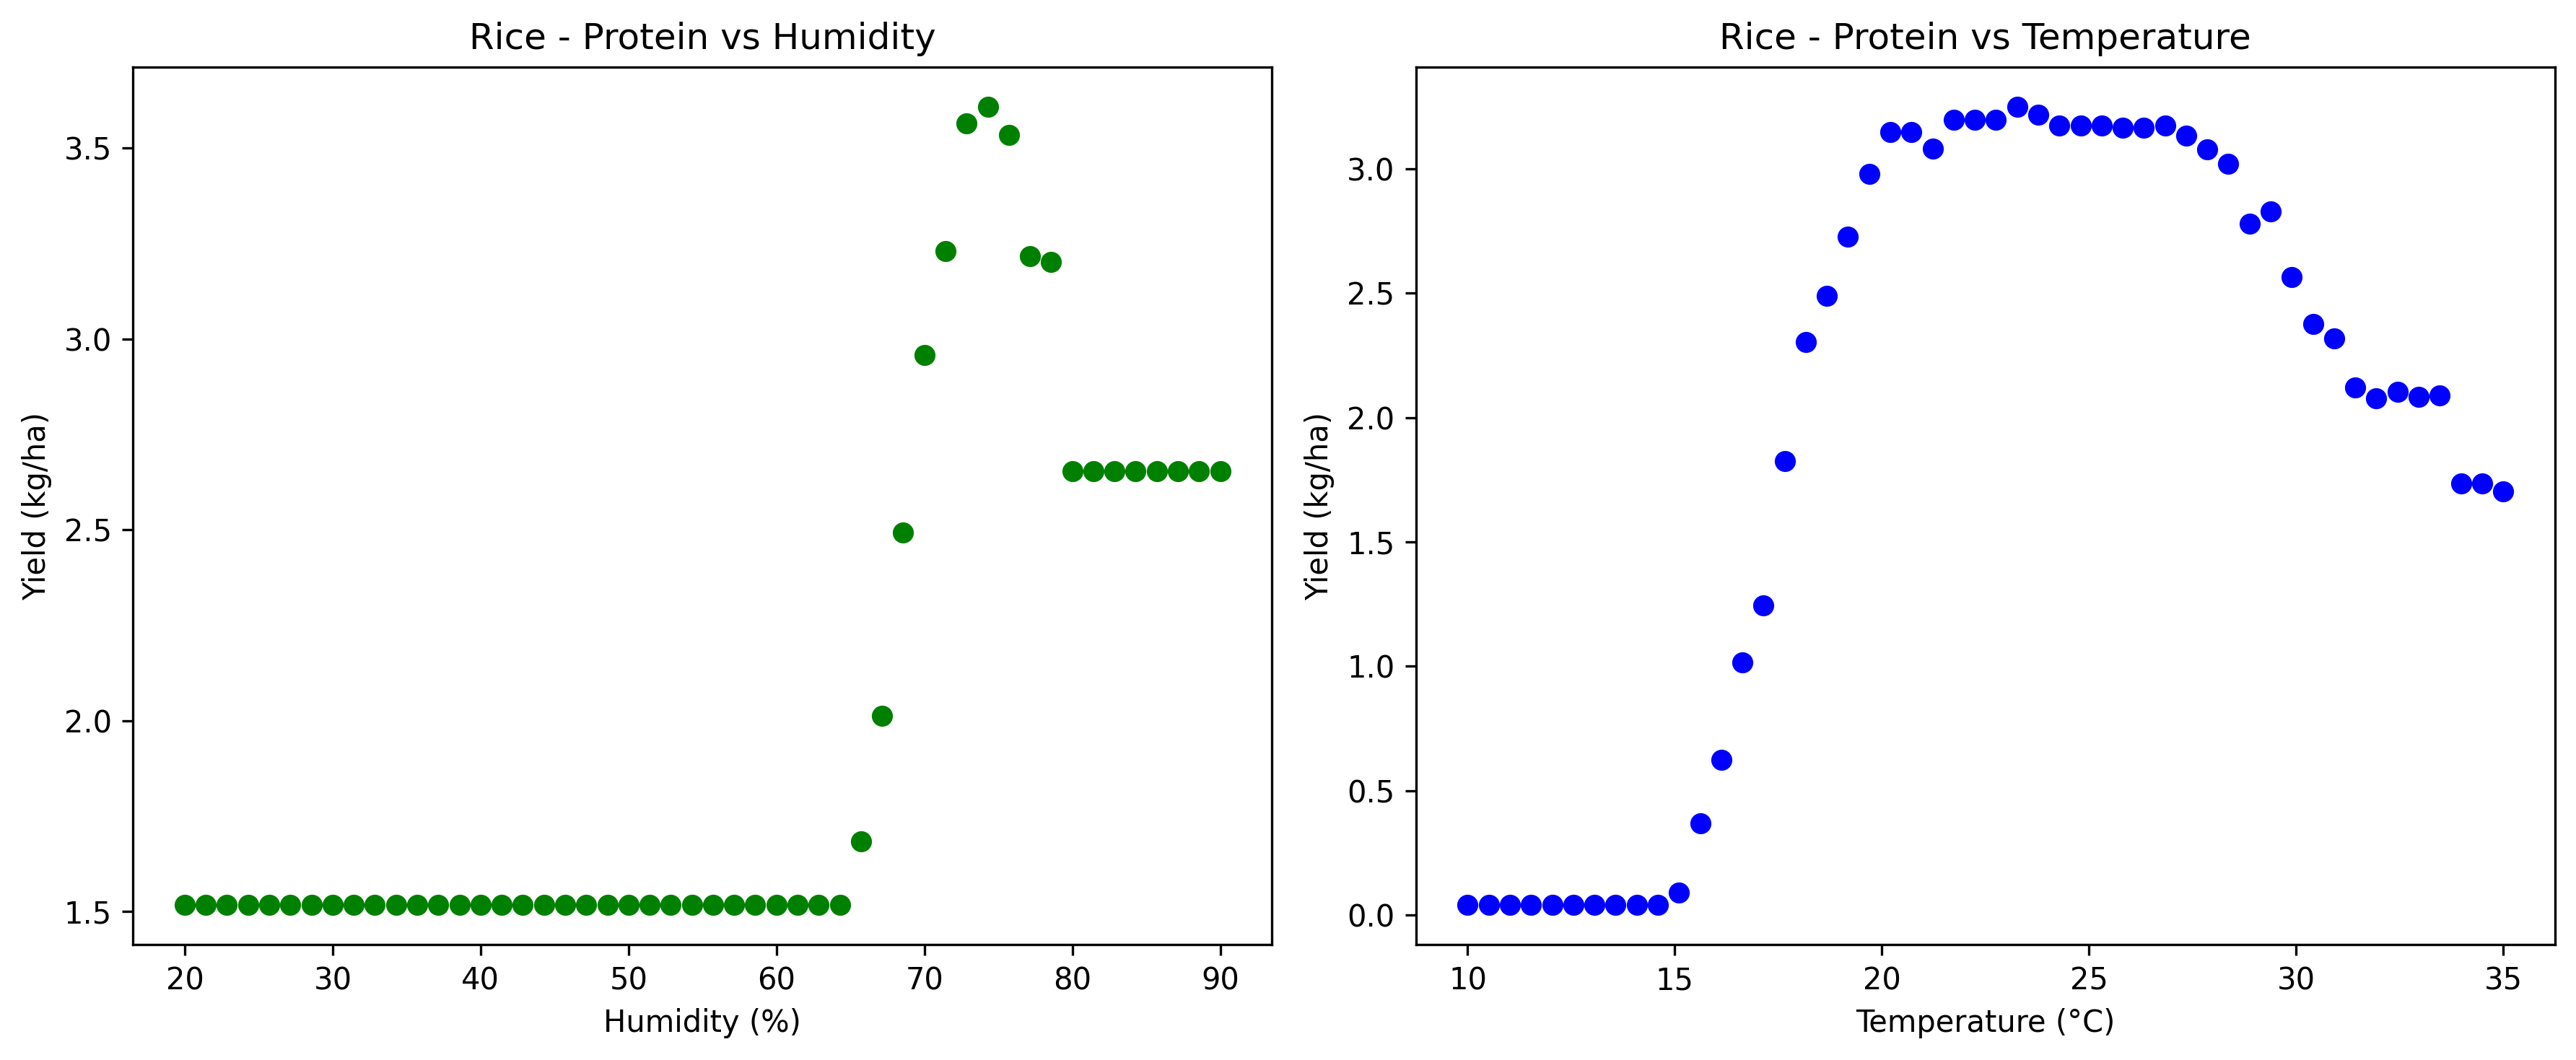 Rice - Protein vs Humidity
Yield (kg/ha)
3.5
3.0
2.5
2.0
1.5
20 30 40 50 60 70 80 90
Humidity (%)
Rice - Protein vs Temperature
Yield (kg/ha)
3.0
2.5
2.0
1.5
1.0
0.5
0.0
10 15 20 25 30 35
Temperature (°C)